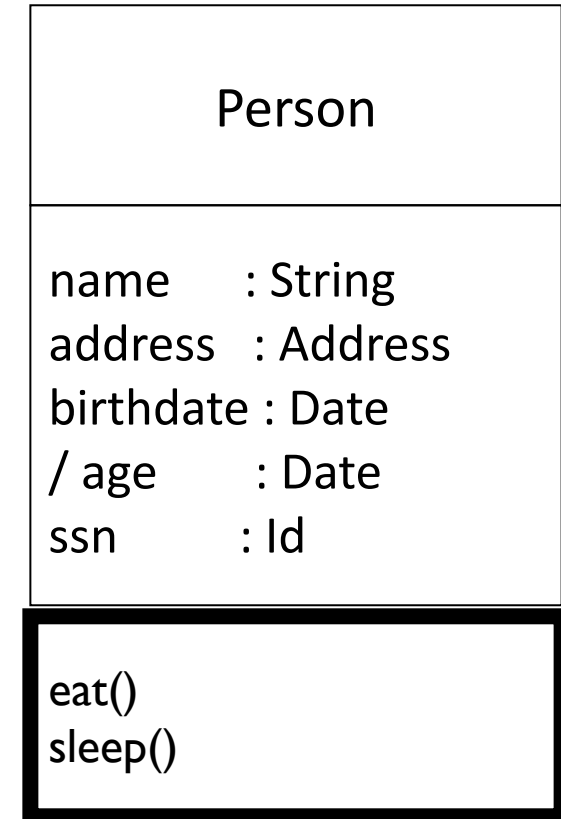 Person
name : String
address : Address
birthdate : Date
/ age : Date
ssn : Id
eat()
sleep()